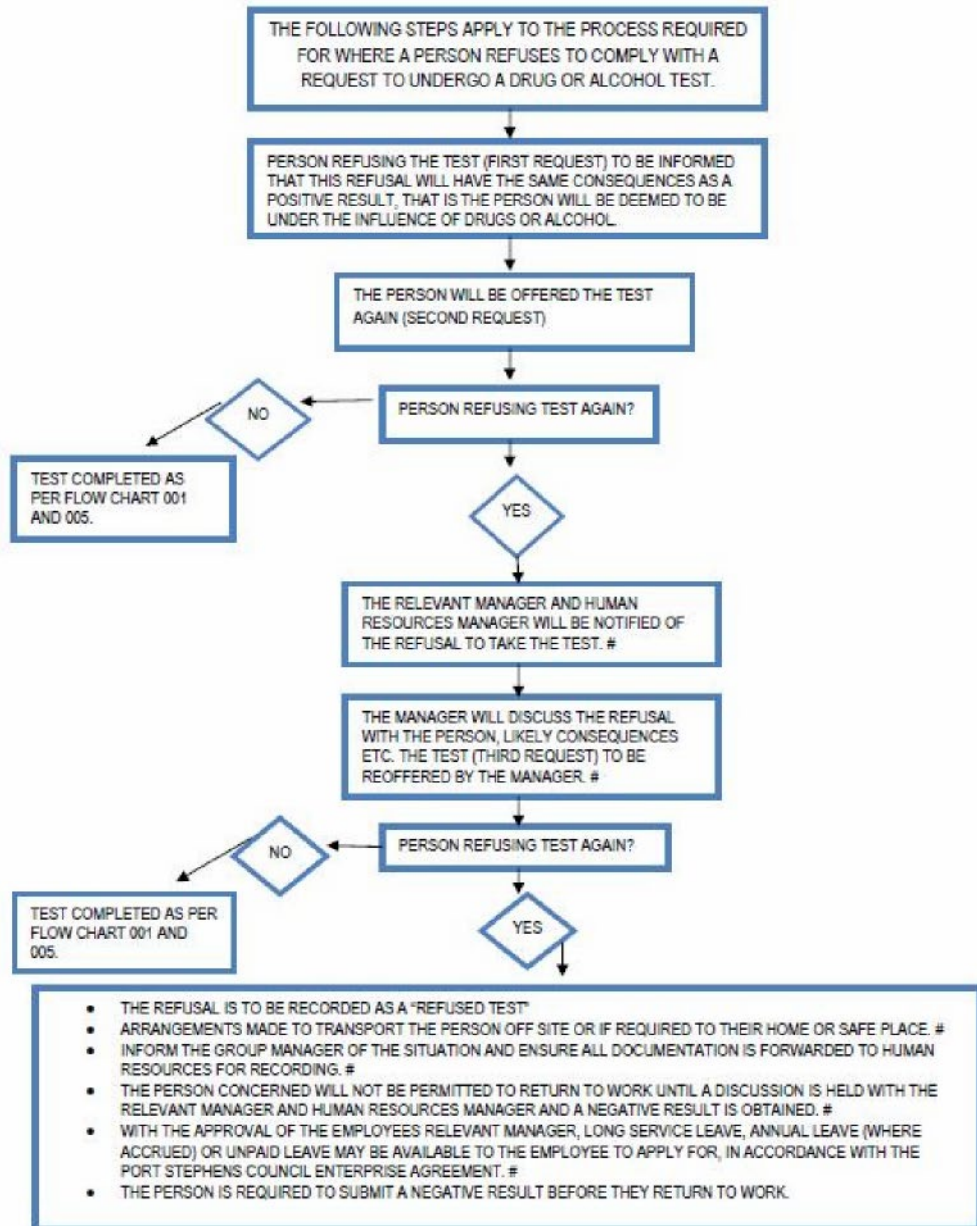 THE FOLLOWING STEPS APPLY TO THE PROCESS REQUIRED
FOR WHERE A PERSON REFUSES TO COMPLY WITH A
REQUEST TO UNDERGO A DRUG OR ALCOHOL TEST.
PERSON REFUSING THE TEST (FIRST REQUEST) TO BE INFORMED
THAT THIS REFUSAL WILL HAVE THE SAME CONSEQUENCES AS A
POSITIVE RESULT, THAT IS THE PERSON WILL BE DEEMED TO BE
UNDER THE INFLUENCE OF DRUGS OR ALCOHOL.
THE PERSON WILL BE OFFERED THE TEST
AGAIN (SECOND REQUEST)
PERSON REFUSING TEST AGAIN?
NO
TEST COMPLETED AS
PER FLOW CHART 001
AND 005.
YES
THE RELEVANT MANAGER AND HUMAN
RESOURCES MANAGER WILL BE NOTIFIED OF
THE REFUSAL TO TAKE THE TEST. #
THE MANAGER WILL DISCUSS THE REFUSAL
WITH THE PERSON, LIKELY CONSEQUENCES
ETC. THE TEST (THIRD REQUEST) TO BE
REOFFERED BY THE MANAGER. #
PERSON REFUSING TEST AGAIN?
NO
TEST COMPLETED AS PER
FLOW CHART 001 AND
005.
YES
• THE REFUSAL IS TO BE RECORDED AS A "REFUSED TEST"
• ARRANGEMENTS MADE TO TRANSPORT THE PERSON OFF SITE OR IF REQUIRED TO THEIR HOME OR SAFE PLACE. #
• INFORM THE GROUP MANAGER OF THE SITUATION AND ENSURE ALL DOCUMENTATION IS FORWARDED TO HUMAN
RESOURCES FOR RECORDING. #
• THE PERSON CONCERNED WILL NOT BE PERMITTED TO RETURN TO WORK UNTIL A DISCUSSION IS HELD WITH THE
RELEVANT MANAGER AND HUMAN RESOURCES MANAGER AND A NEGATIVE RESULT IS OBTAINED. #
• WITH THE APPROVAL OF THE EMPLOYEES RELEVANT MANAGER, LONG SERVICE LEAVE, ANNUAL LEAVE (WHERE
ACCRUED) OR UNPAID LEAVE MAY BE AVAILABLE TO THE EMPLOYEE TO APPLY FOR, IN ACCORDANCE WITH THE
PORT STEPHENS COUNCIL ENTERPRISE AGREEMENT. #
• THE PERSON IS REQUIRED TO SUBMIT A NEGATIVE RESULT BEFORE THEY RETURN TO WORK.